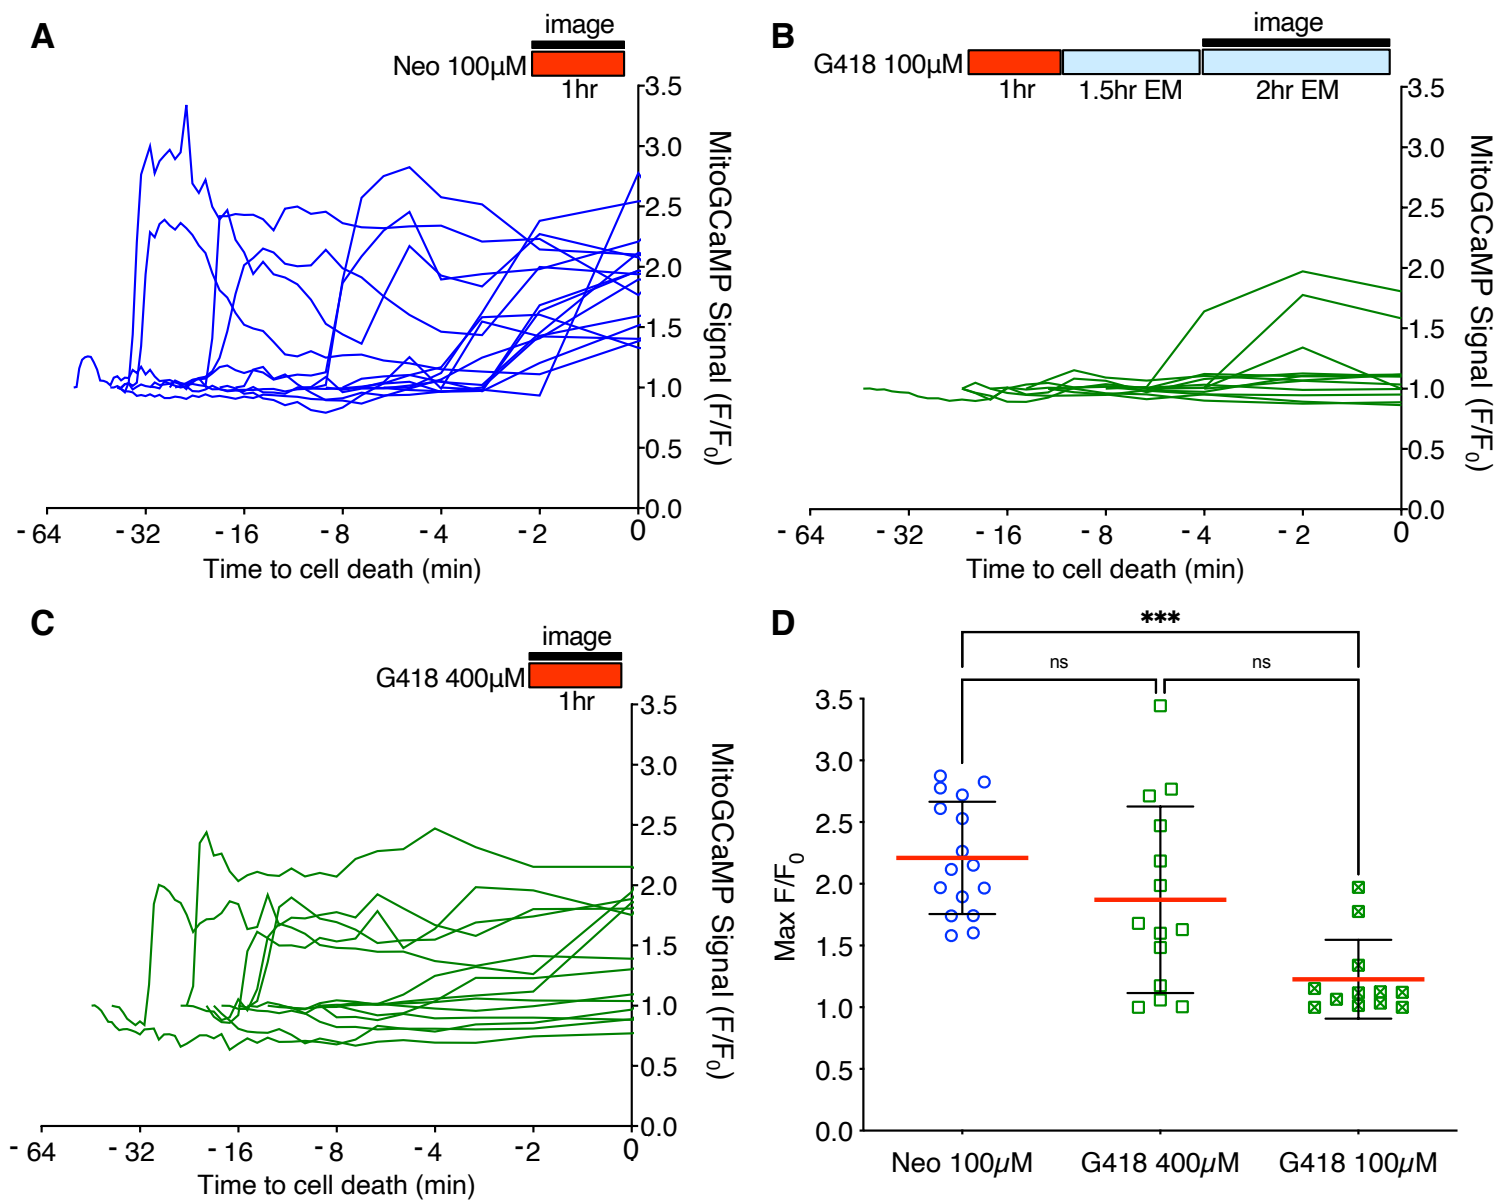 A
image
Neo 100µM
1hr
3.5
3.0
2.5
2.0
1.5
1.0
0.5
0.0
MitoGCaMP Signal (F/F0)
- 64
- 32
- 16
- 8
- 4
- 2
0
Time to cell death (min)
B
image
G418 100µM
1hr
1.5hr EM
2hr EM
3.5
3.0
2.5
2.0
1.5
1.0
0.5
0.0
MitoGCaMP Signal (F/F0)
- 64
- 32
- 16
- 8
- 4
- 2
0
Time to cell death (min)
C
image
G418 400µM
1hr
3.5
3.0
2.5
2.0
1.5
1.0
0.5
0.0
MitoGCaMP Signal (F/F0)
- 64
- 32
- 16
- 8
- 4
- 2
0
Time to cell death (min)
D
***
ns
ns
3.5
3.0
2.5
2.0
1.5
1.0
0.5
0.0
Max F/F0
Neo 100µM
G418 400µM
G418 100µM